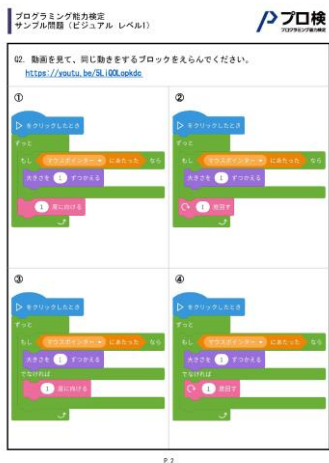 プログラミング能力検定
サンプル問題（ビジュアル レベル1）
プロ検
プログラミング能力検定
Q2. 動画を見て、同じ動きをするブロックをえらんでください。
https://youtu.be/5LiQOLopkdc
①
をクリックしたとき
ずっと
もし マウスポインター にあたった なら
大きさを 1 ずつかえる
1 度に向ける
②
をクリックしたとき
ずっと
もし マウスポインター にあたった なら
大きさを 1 ずつかえる
1 度回す
③
をクリックしたとき
ずっと
もし マウスポインター にあたった なら
大きさを 1 ずつかえる
でなければ
1 度に向ける
④
をクリックしたとき
ずっと
もし マウスポインター にあたった なら
大きさを 1 ずつかえる
でなければ
1 度回す
P.2